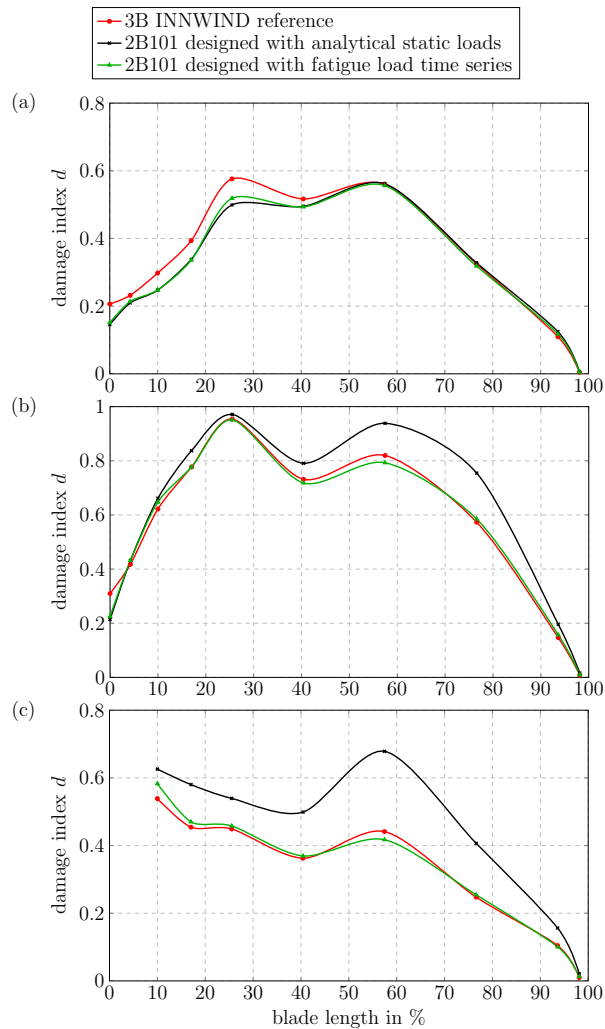 3B INNWIND reference
2B101 designed with analytical static loads
2B101 designed with fatigue load time series
(a)
0.8
0.6
0.4
0.2
0
damage index d
0 10 20 30 40 50 60 70 80 90 100
(b)
1
0.8
0.6
0.4
0.2
0
damage index d
0 10 20 30 40 50 60 70 80 90 100
(c)
0.8
0.6
0.4
0.2
0
damage index d
0 10 20 30 40 50 60 70 80 90 100
blade length in %